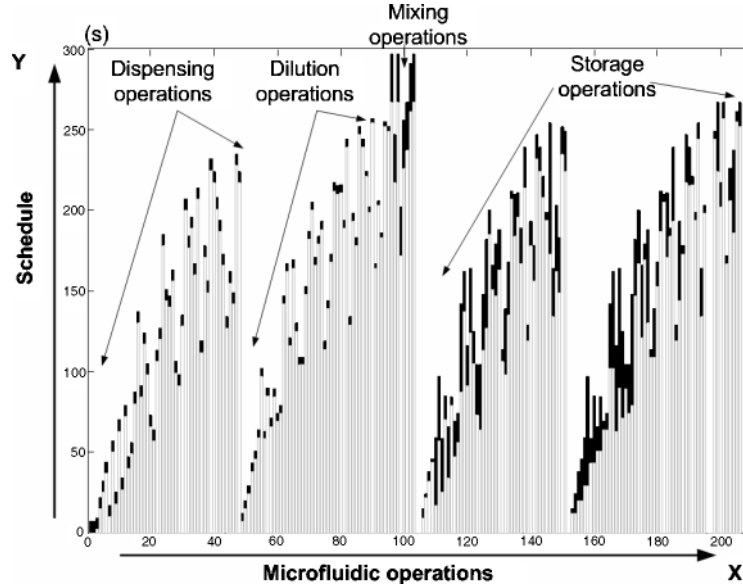 Mixing
operations
(s)
Y
300
Dispensing
operations
Dilution
operations
Storage
operations
250
200
150
100
50
0
Schedule
0 20 40 60 80 100 120 140 160 180 200
Microfluidic operations
X